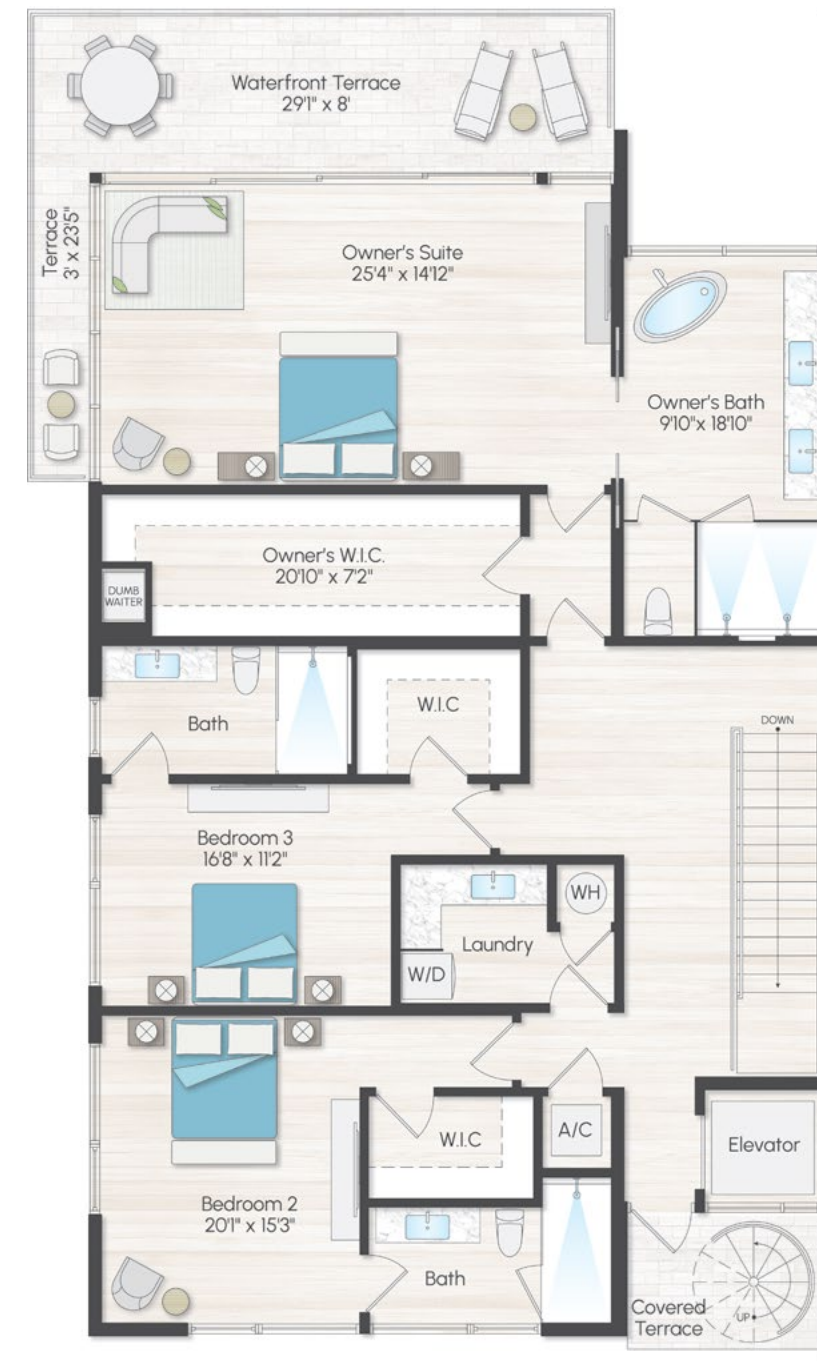 Waterfront Terrace
29'1" x 8'
Terrace
3' x 23'5"
Owner's Suite
25'4" x 14'12"
Owner's Bath
9'10"x 18'10"
Owner's W.I.C.
20'10" x 7'2"
DUMB
WAITER
Bath
W.I.C
DOWN
Bedroom 3
16'8" x 11'2"
WH
Laundry
W/D
A/C
W.I.C
Elevator
Bedroom 2
20'1" x 15'3"
Bath
Covered
Terrace
UP